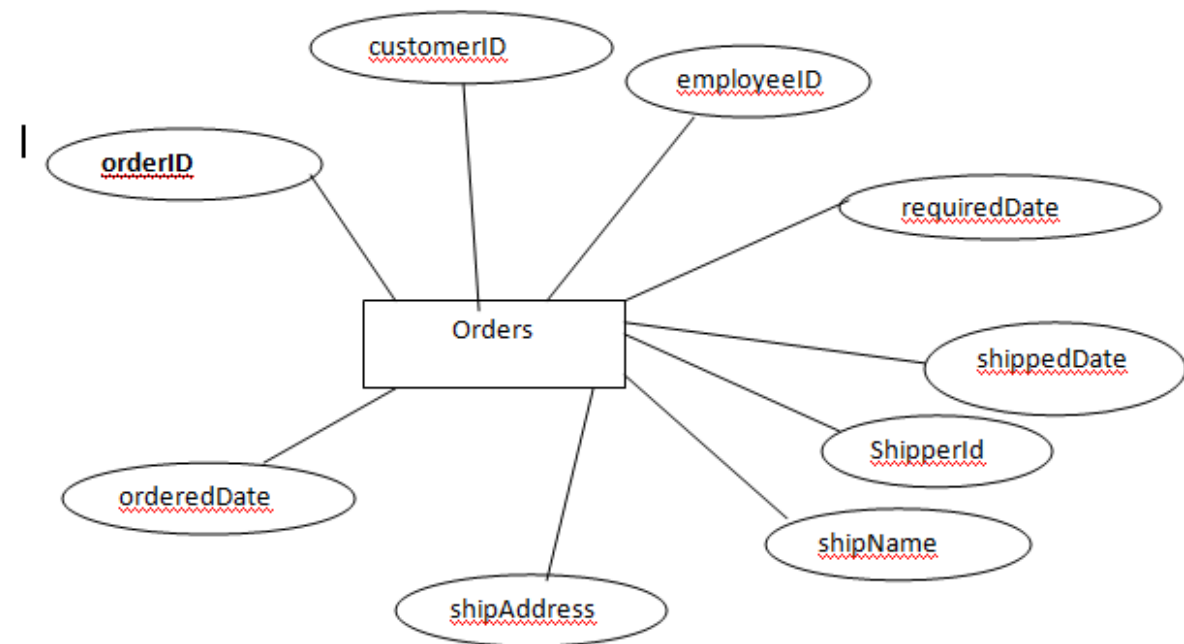 customerID
employeeID
orderID
requiredDate
Orders
shippedDate
ShipperId
orderedDate
shipName
shipAddress